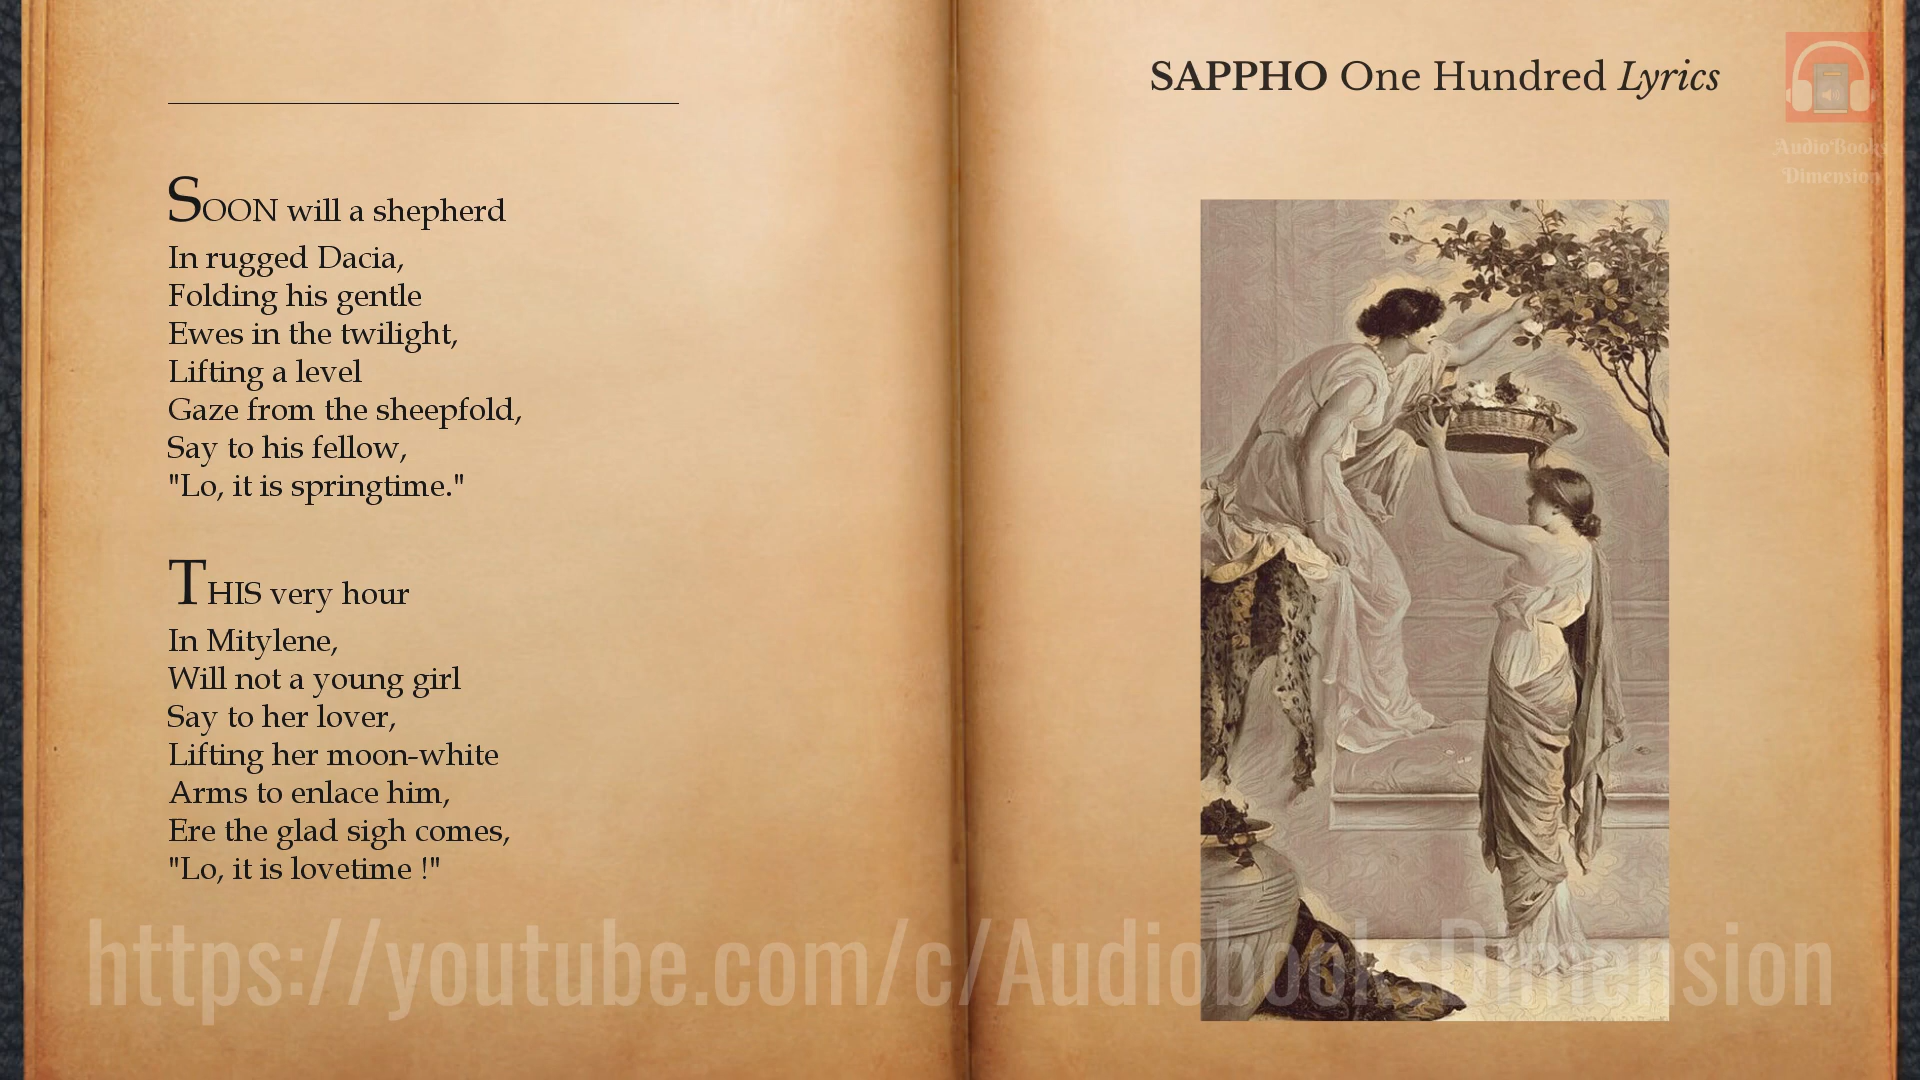 SOON will a shepherd
In rugged Dacia,
Folding his gentle
Ewes in the twilight,
Lifting a level
Gaze from the sheepfold,
Say to his fellow,
"Lo, it is springtime."
THIS very hour
In Mitylene,
Will not a young girl
Say to her lover,
Lifting her moon-white
Arms to enlace him,
Ere the glad sigh comes,
"Lo, it is lovetime !"
SAPPHO One Hundred Lyrics
AudioBooks
Dimension
https://youtube.com/c/AudiobooksDimension